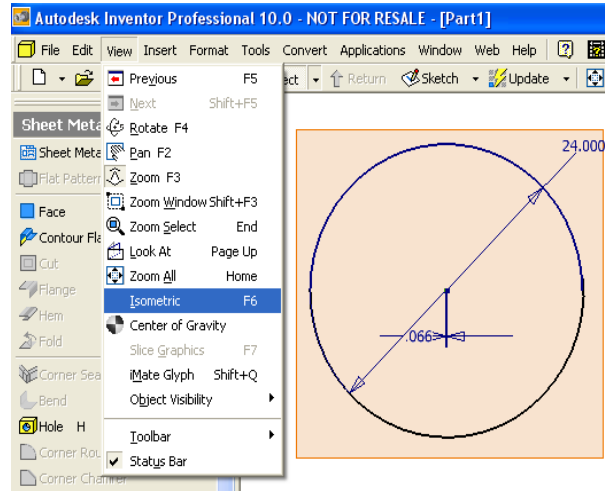 Autodesk Inventor Professional 10.0 - NOT FOR RESALE - [Part1]
File Edit View Insert Format Tools Convert Applications Window Web Help
ect Return Sketch Update
Previous F5
Next Shift+F5
Rotate F4
Pan F2
Zoom F3
Zoom Window Shift+F3
Zoom Select End
Look At Page Up
Zoom All Home
Isometric F6
Center of Gravity
Slice Graphics F7
iMate Glyph Shift+Q
Object Visibility
Toolbar
Status Bar
Sheet Meta
Sheet Meta
Flat Pattern
Face
Contour Fla
Cut
Flange
Hem
Fold
Corner Sea
Bend
Hole H
Corner Rou
Corner Chamfer
24.000
.066